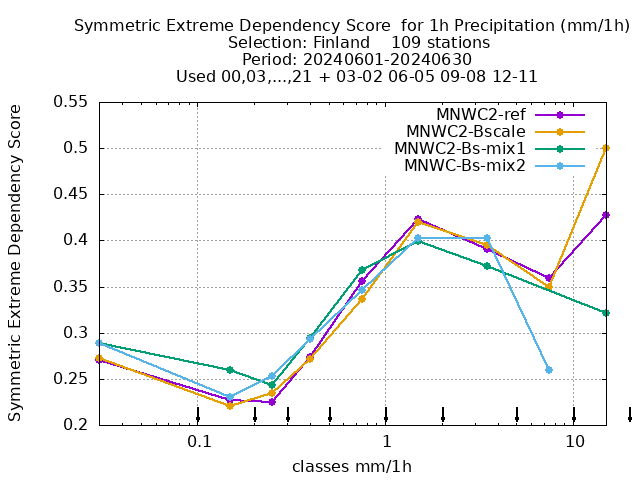 Symmetric Extreme Dependency Score  for 1h Precipitation (mm/1h)
Selection: Finland    109 stations
Period: 20240601-20240630
Used 00,03,...,21 + 03-02 06-05 09-08 12-11
Symmetric Extreme Dependency Score
0.55
0.5
0.45
0.4
0.35
0.3
0.25
0.2
MNWC2-ref
MNWC2-Bscale
MNWC2-Bs-mix1
MNWC-Bs-mix2
0.1 1 10
classes mm/1h